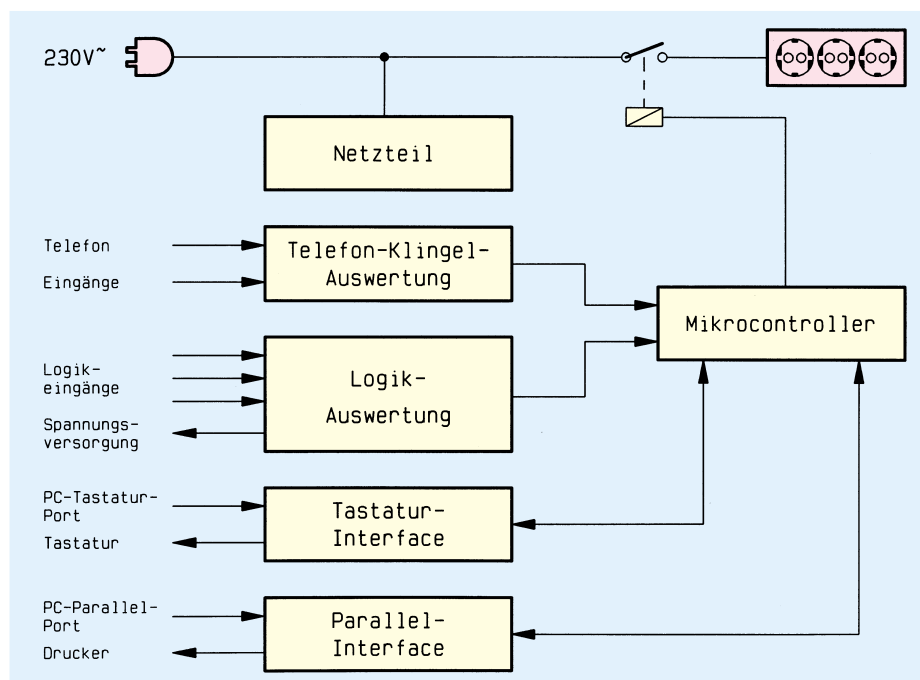 230V~
Netzteil
Telefon
Eingänge
Telefon-Klingel-
Auswertung
Mikrocontroller
Logik-
eingänge
Spannungs-
versorgung
Logik-
Auswertung
PC-Tastatur-
Port
Tastatur
Tastatur-
Interface
PC-Parallel-
Port
Drucker
Parallel-
Interface